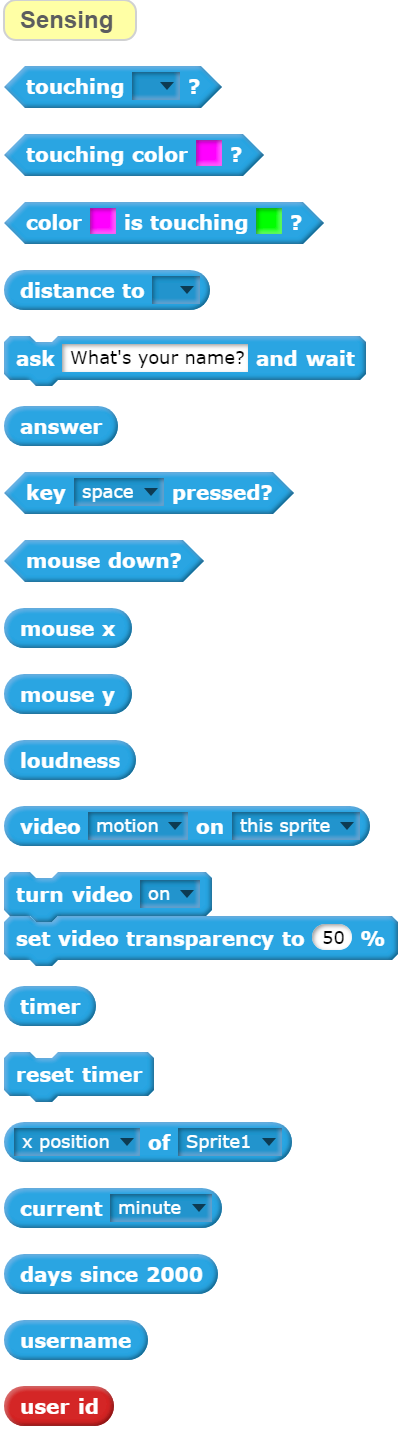 Sensing
touching ?
touching color ?
color is touching ?
distance to
ask What's your name? and wait
answer
key space pressed?
mouse down?
mouse x
mouse y
loudness
video motion on this sprite
turn video on
set video transparency to 50 %
timer
reset timer
x position of Sprite1
current minute
days since 2000
username
user id